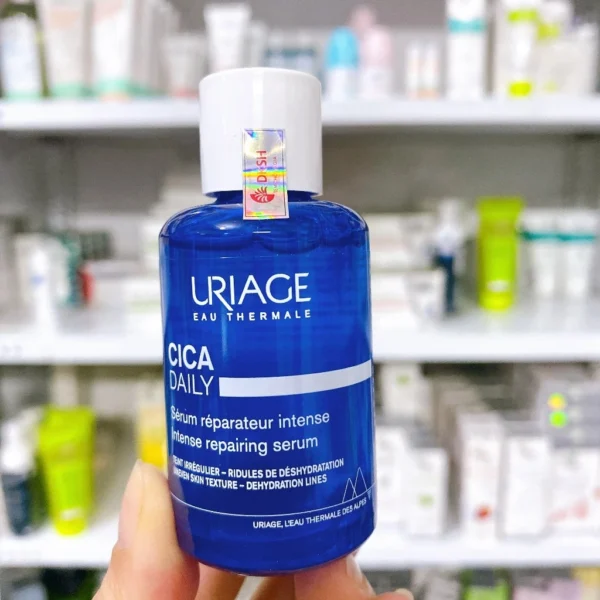 URIAGE
EAU THERMALE
CICA
DAILY
Sérum réparateur intense
Intense repairing serum
TEINT IRRÉGULIER – RIDULES DE DÉSHYDRATATION
UNEVEN SKIN TEXTURE – DEHYDRATION LINES
URIAGE, L'EAU THERMALE DES ALPES